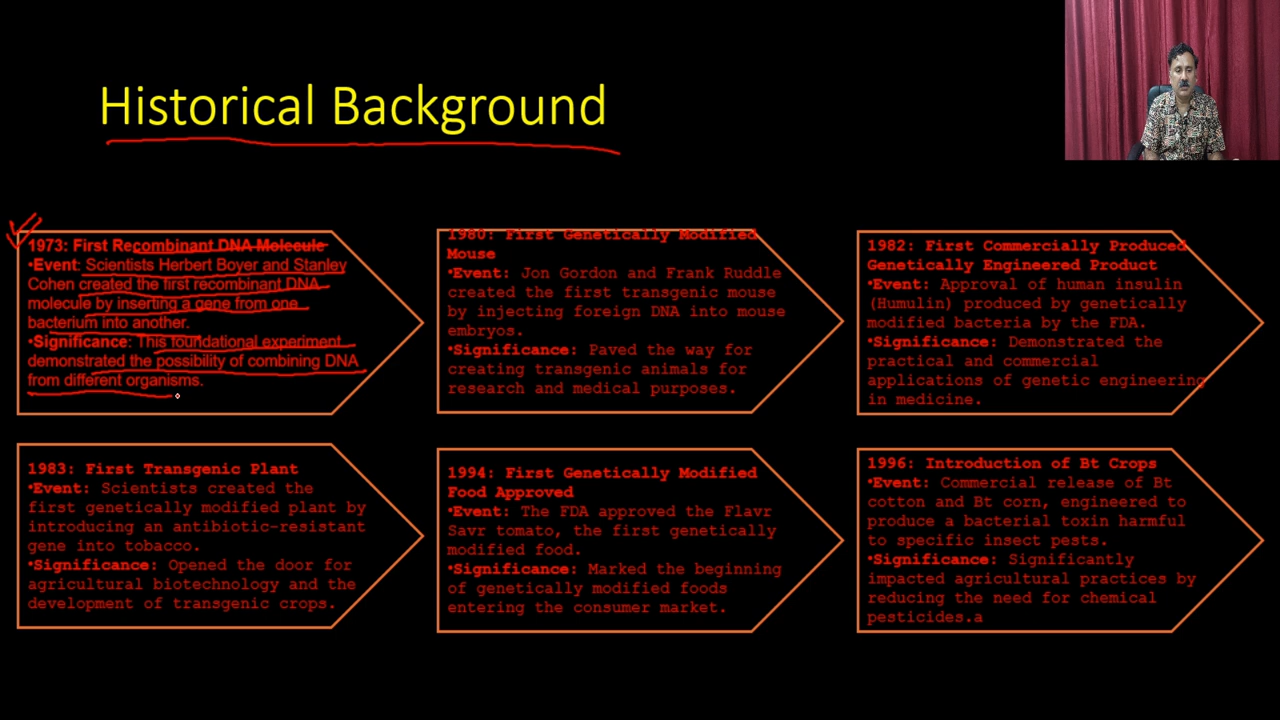 Historical Background
1973: First Recombinant DNA Molecule
•Event: Scientists Herbert Boyer and Stanley
Cohen created the first recombinant DNA
molecule by inserting a gene from one
bacterium into another.
•Significance: This foundational experiment
demonstrated the possibility of combining DNA
from different organisms.
1980: First Genetically Modified
Mouse
•Event: Jon Gordon and Frank Ruddle
created the first transgenic mouse
by injecting foreign DNA into mouse
embryos.
•Significance: Paved the way for
creating transgenic animals for
research and medical purposes.
1982: First Commercially Produced
Genetically Engineered Product
•Event: Approval of human insulin
(Humulin) produced by genetically
modified bacteria by the FDA.
•Significance: Demonstrated the
practical and commercial
applications of genetic engineering
in medicine.
1983: First Transgenic Plant
•Event: Scientists created the
first genetically modified plant by
introducing an antibiotic-resistant
gene into tobacco.
•Significance: Opened the door for
agricultural biotechnology and the
development of transgenic crops.
1994: First Genetically Modified
Food Approved
•Event: The FDA approved the Flavr
Savr tomato, the first genetically
modified food.
•Significance: Marked the beginning
of genetically modified foods
entering the consumer market.
1996: Introduction of Bt Crops
•Event: Commercial release of Bt
cotton and Bt corn, engineered to
produce a bacterial toxin harmful
to specific insect pests.
•Significance: Significantly
impacted agricultural practices by
reducing the need for chemical
pesticides.a